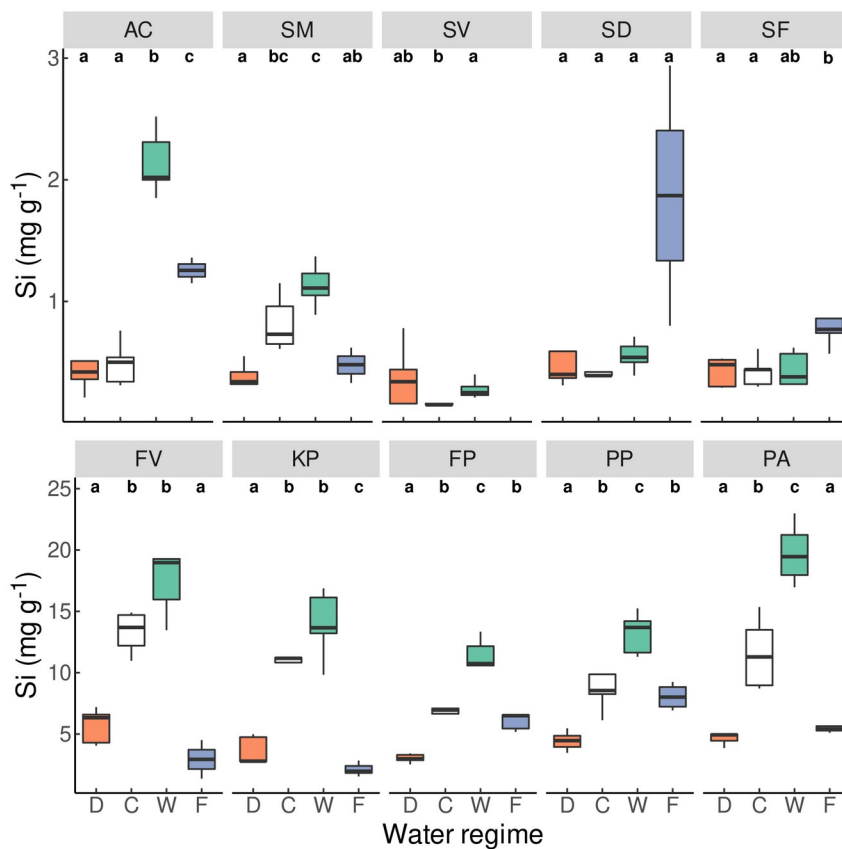 AC SM SV SD SF
a a b c a bc c ab ab b a a a a a a a ab b
3
2
1
Si (mg g⁻¹)
FV KP FP PP PA
a b b a a b b c a b c b a b c b a b c a
25
20
15
10
5
Si (mg g⁻¹)
D C W F D C W F D C W F D C W F D C W F
Water regime